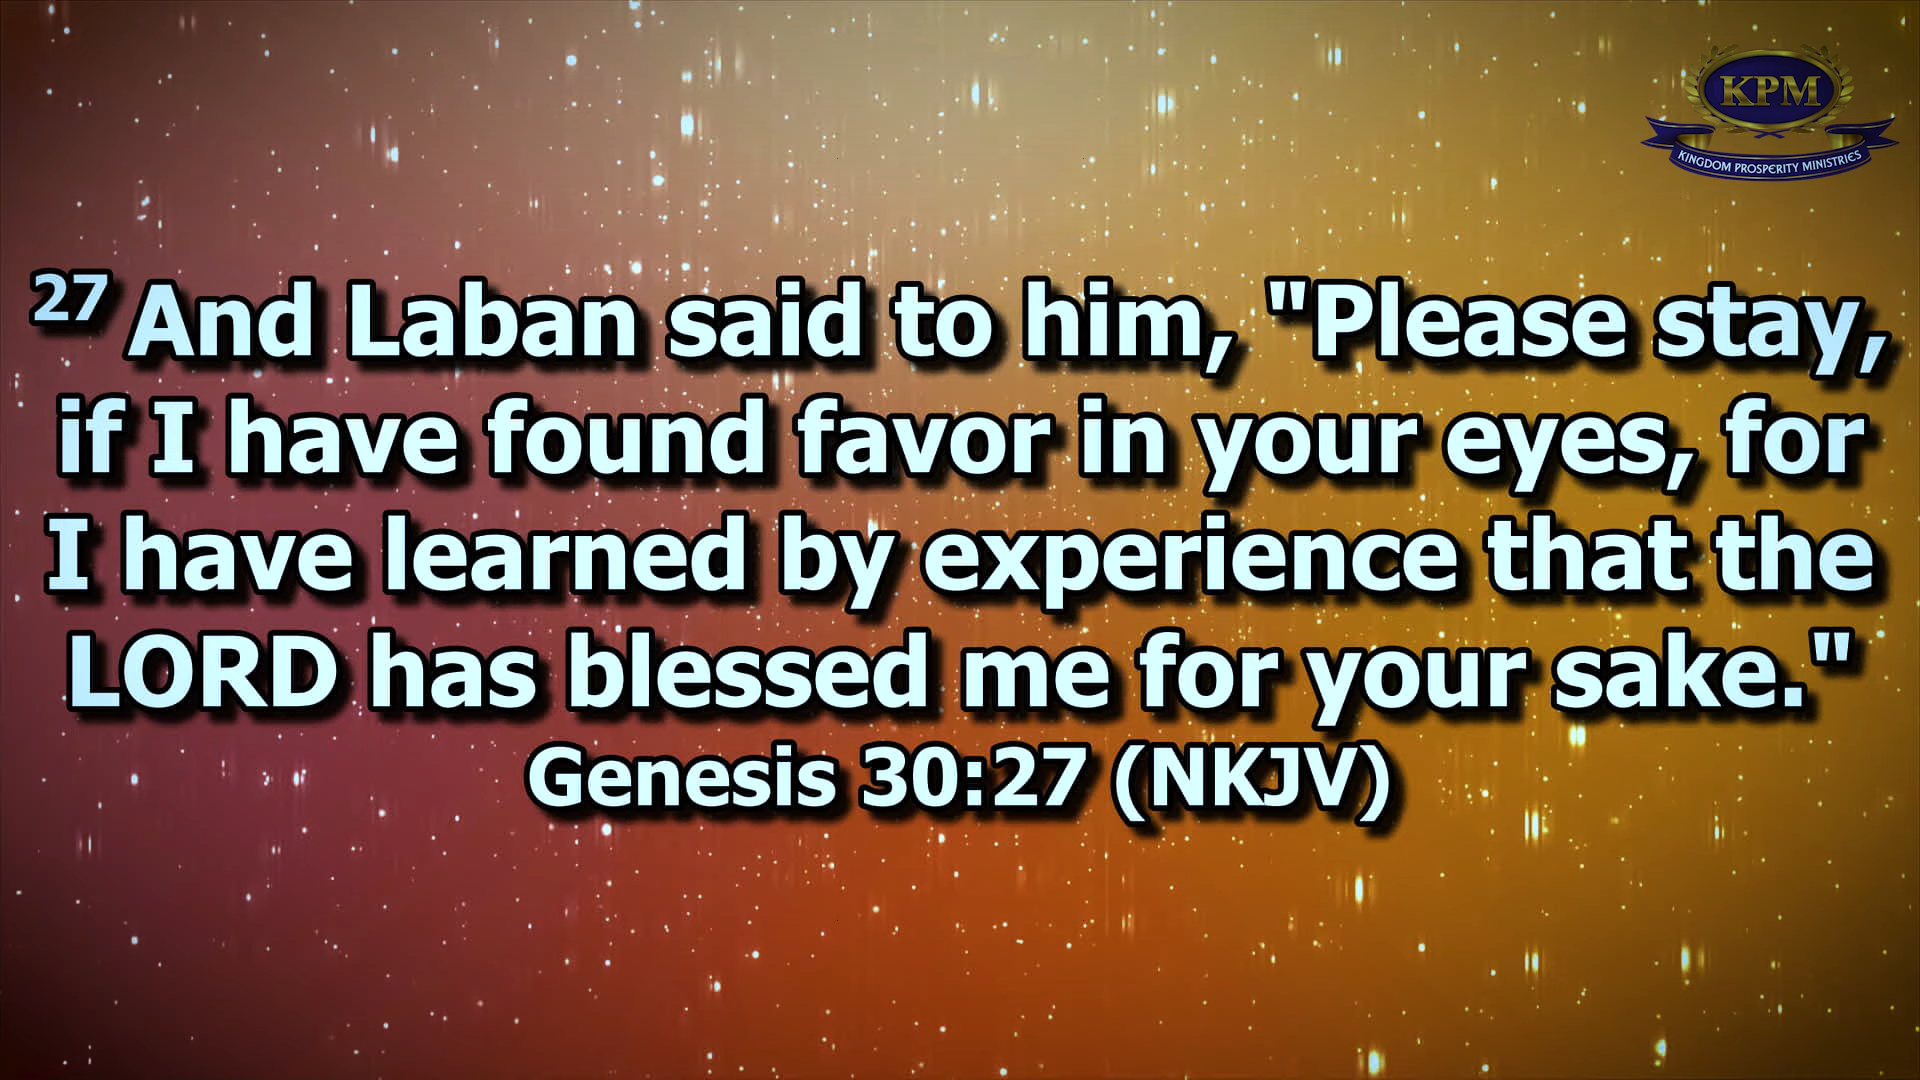 KPM
KINGDOM PROSPERITY MINISTRIES
27 And Laban said to him, "Please stay,
if I have found favor in your eyes, for
I have learned by experience that the
LORD has blessed me for your sake."
Genesis 30:27 (NKJV)